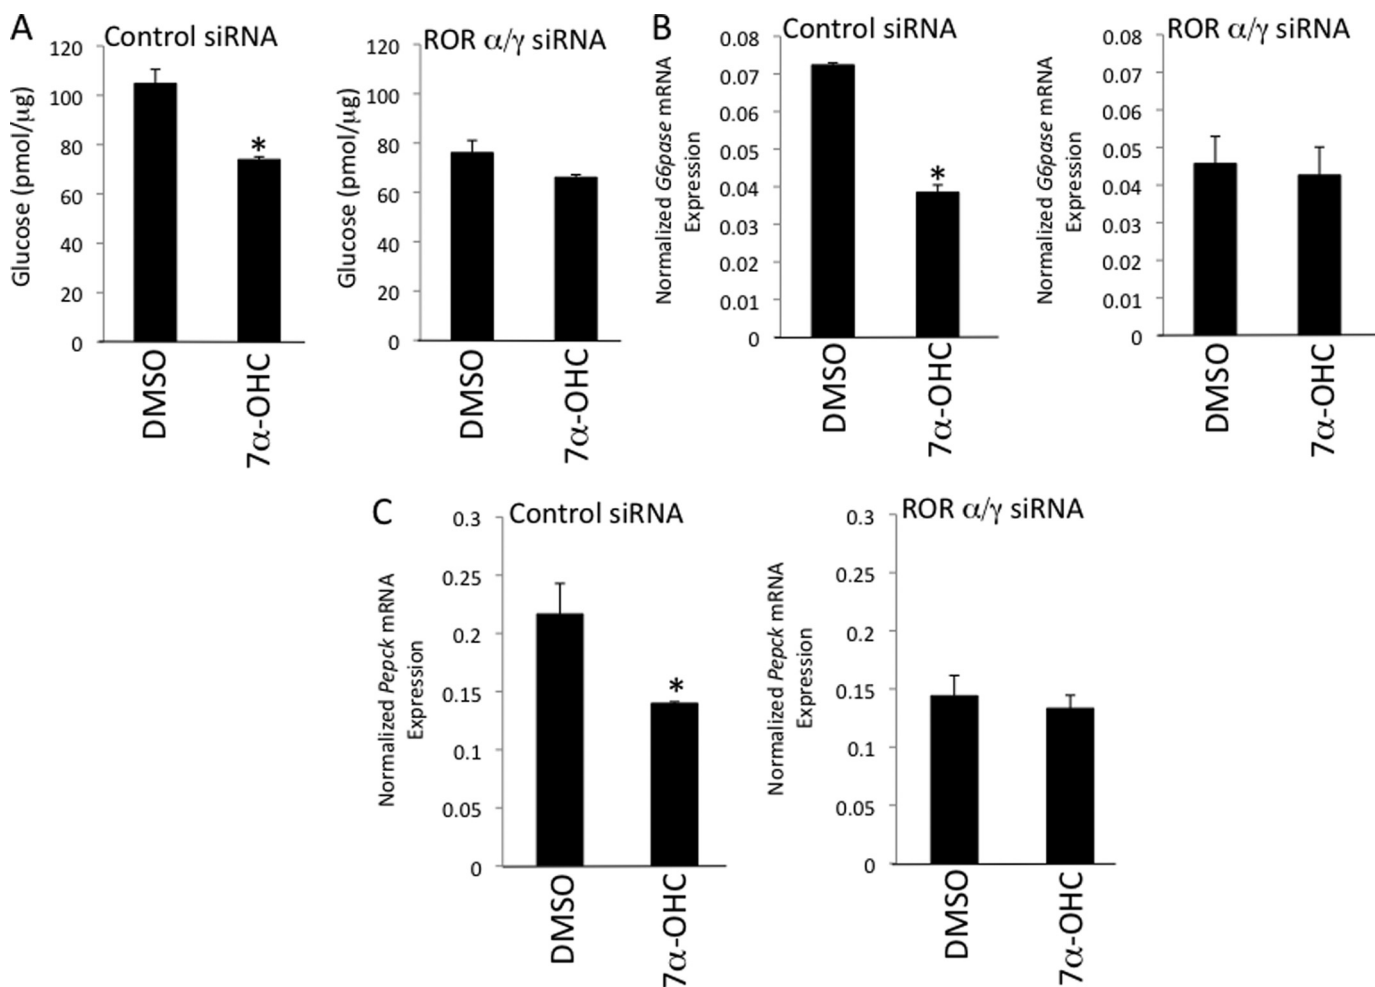 A
Control siRNA
Glucose (pmol/µg)
120
100
80
60
40
20
0
*
DMSO
7α-OHC
ROR α/γ siRNA
Glucose (pmol/µg)
120
100
80
60
40
20
0
DMSO
7α-OHC
B
Control siRNA
Normalized G6pase mRNA
Expression
0.08
0.07
0.06
0.05
0.04
0.03
0.02
0.01
0
*
DMSO
7α-OHC
ROR α/γ siRNA
Normalized G6pase mRNA
Expression
0.08
0.07
0.06
0.05
0.04
0.03
0.02
0.01
0
DMSO
7α-OHC
C
Control siRNA
Normalized Pepck mRNA
Expression
0.3
0.25
0.2
0.15
0.1
0.05
0
*
DMSO
7α-OHC
ROR α/γ siRNA
Normalized Pepck mRNA
Expression
0.3
0.25
0.2
0.15
0.1
0.05
0
DMSO
7α-OHC